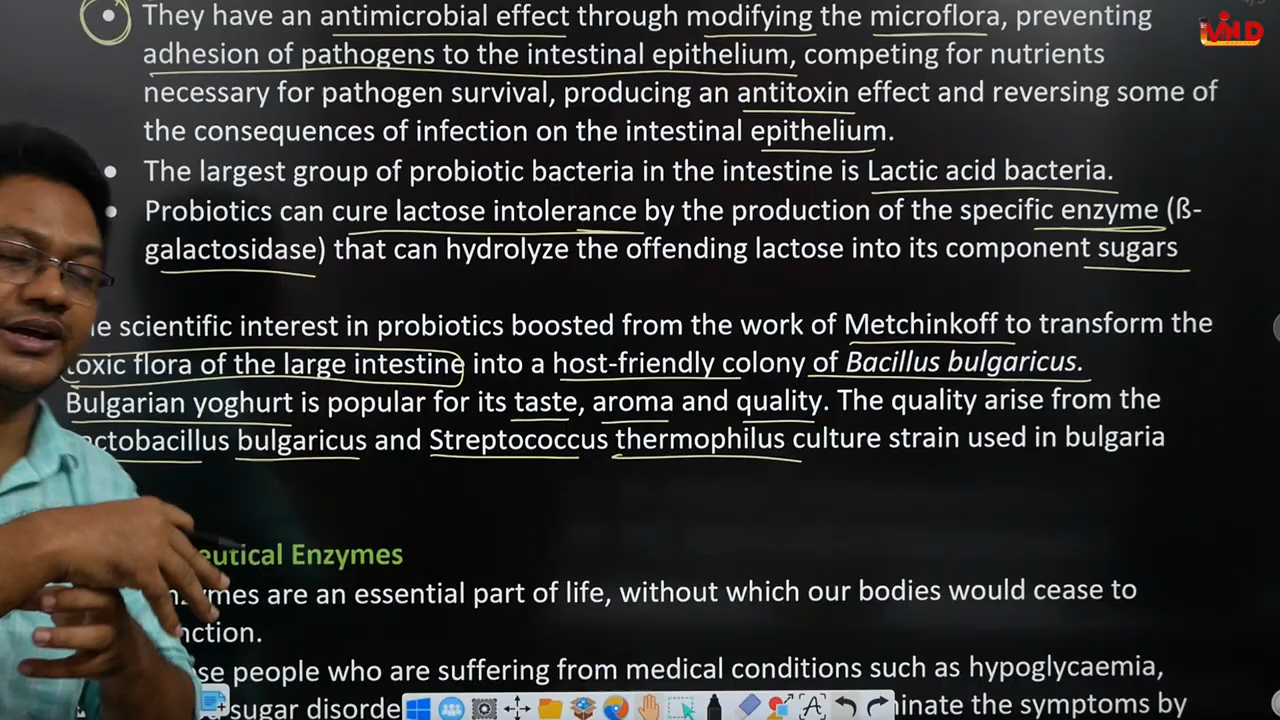 They have an antimicrobial effect through modifying the microflora, preventing
adhesion of pathogens to the intestinal epithelium, competing for nutrients
necessary for pathogen survival, producing an antitoxin effect and reversing some of
the consequences of infection on the intestinal epithelium.
• The largest group of probiotic bacteria in the intestine is Lactic acid bacteria.
• Probiotics can cure lactose intolerance by the production of the specific enzyme (ß-
galactosidase) that can hydrolyze the offending lactose into its component sugars
scientific interest in probiotics boosted from the work of Metchinkoff to transform the
toxic flora of the large intestine into a host-friendly colony of Bacillus bulgaricus.
Bulgarian yoghurt is popular for its taste, aroma and quality. The quality arise from the
bulgaricus and Streptococcus thermophilus culture strain used in bulgaria
Enzymes
are an essential part of life, without which our bodies would cease to
people who are suffering from medical conditions such as hypoglycaemia,
sugar the symptoms by